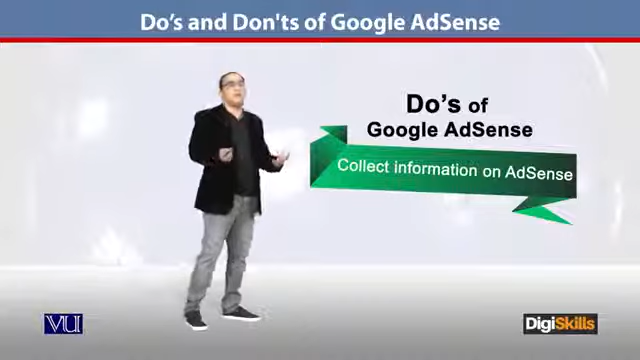 Do's and Don'ts of Google AdSense
Do's of
Google AdSense
Collect information on AdSense
VU
DigiSkills